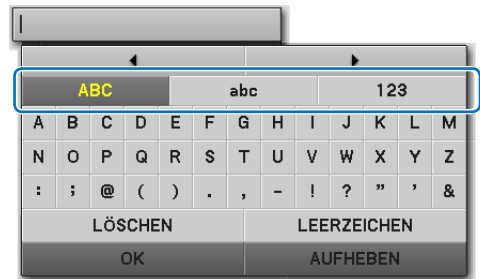 ABC abc 123
A B C D E F G H I J K L M
N O P Q R S T U V W X Y Z
: ; @ ( ) . , - ! ? ” ’ &
LÖSCHEN LEERZEICHEN
OK AUFHEBEN